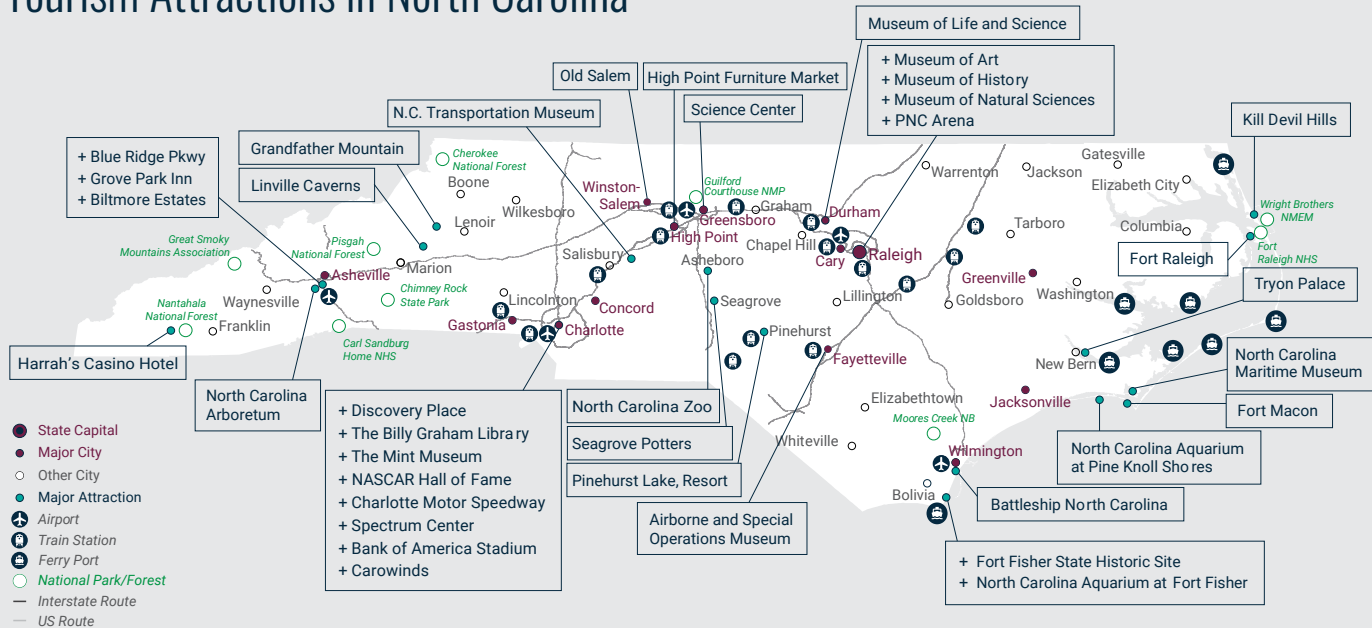 Tourism Attractions in North Carolina
Museum of Life and Science
+ Museum of Art
+ Museum of History
+ Museum of Natural Sciences
+ PNC Arena
Old Salem
High Point Furniture Market
Science Center
N.C. Transportation Museum
Kill Devil Hills
Grandfather Mountain
Linville Caverns
+ Blue Ridge Pkwy
+ Grove Park Inn
+ Biltmore Estates
Cherokee
National Forest
Boone
Wilkesboro
Lenoir
Winston-
Salem
Guilford
Courthouse NMP
Graham
Greensboro
High Point
Durham
Chapel Hill
Cary
Raleigh
Warrenton
Jackson
Gatesville
Elizabeth City
Tarboro
Columbia
Wright Brothers
NMEM
Fort
Raleigh NHS
Fort Raleigh
Tryon Palace
Great Smoky
Mountains Association
Pisgah
National Forest
Marion
Asheville
Salisbury
Asheboro
Greenville
Washington
Waynesville
Chimney Rock
State Park
Lincolnton
Concord
Seagrove
Lillington
Goldsboro
Nantahala
National Forest
Franklin
Gastonia
Charlotte
Pinehurst
Fayetteville
New Bern
Carl Sandburg
Home NHS
Harrah's Casino Hotel
North Carolina
Arboretum
North Carolina
Maritime Museum
Fort Macon
Jacksonville
Elizabethtown
Moores Creek NB
Whiteville
Wilmington
Bolivia
North Carolina Aquarium
at Pine Knoll Shores
Battleship North Carolina
+ Discovery Place
+ The Billy Graham Library
+ The Mint Museum
+ NASCAR Hall of Fame
+ Charlotte Motor Speedway
+ Spectrum Center
+ Bank of America Stadium
+ Carowinds
North Carolina Zoo
Seagrove Potters
Pinehurst Lake, Resort
Airborne and Special
Operations Museum
+ Fort Fisher State Historic Site
+ North Carolina Aquarium at Fort Fisher
State Capital
Major City
Other City
Major Attraction
Airport
Train Station
Ferry Port
National Park/Forest
Interstate Route
US Route